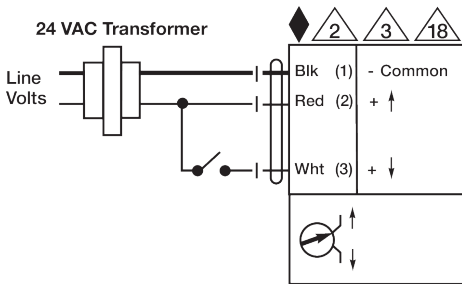 24 VAC Transformer
2 3 18
Line
Volts
Blk (1) - Common
Red (2) +
Wht (3) +